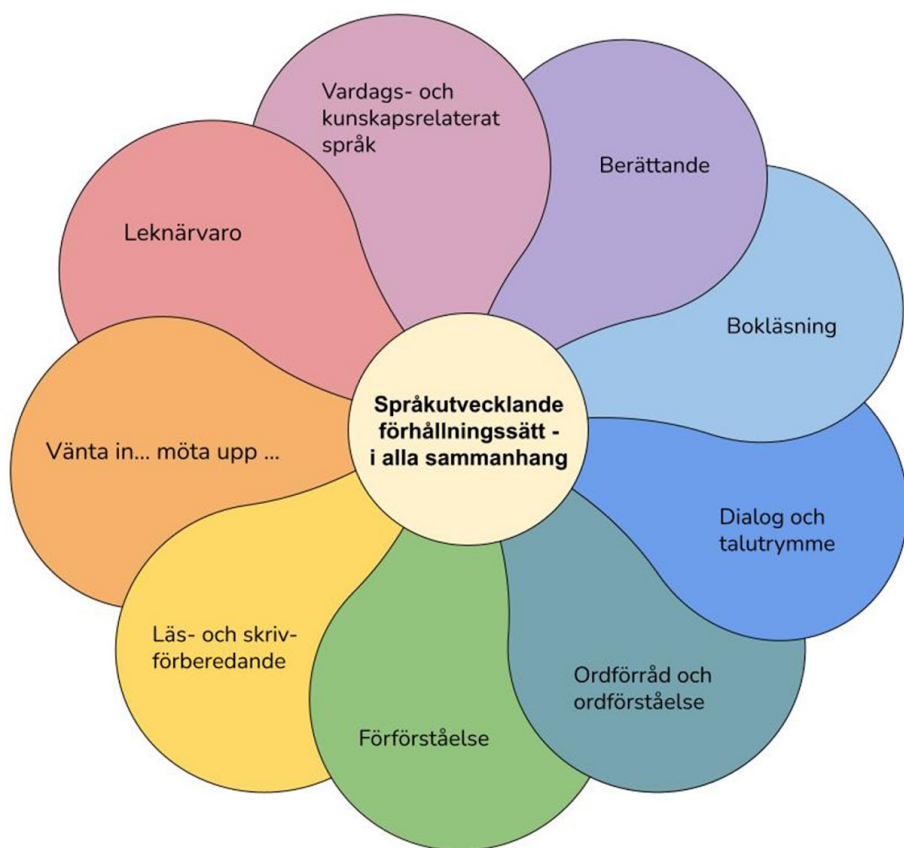 Vardags- och
kunskapsrelaterat
språk
Berättande
Bokläsning
Dialog och
talutrymme
Ordförråd och
ordförståelse
Förförståelse
Läs- och skriv-
förberedande
Vänta in... möta upp ...
Leknärvaro
Språkutvecklande
förhållningssätt -
i alla sammanhang